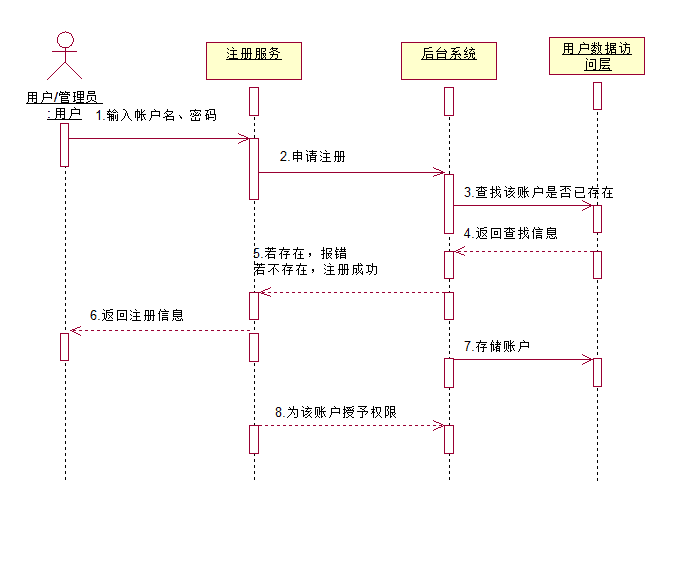 注册服务
后台系统
用户数据访
问层
用户/管理员
: 用户
1.输入帐户名、密码
2.申请注册
3.查找该账户是否已存在
4.返回查找信息
5.若存在，报错
若不存在，注册成功
6.返回注册信息
7.存储账户
8.为该账户授予权限